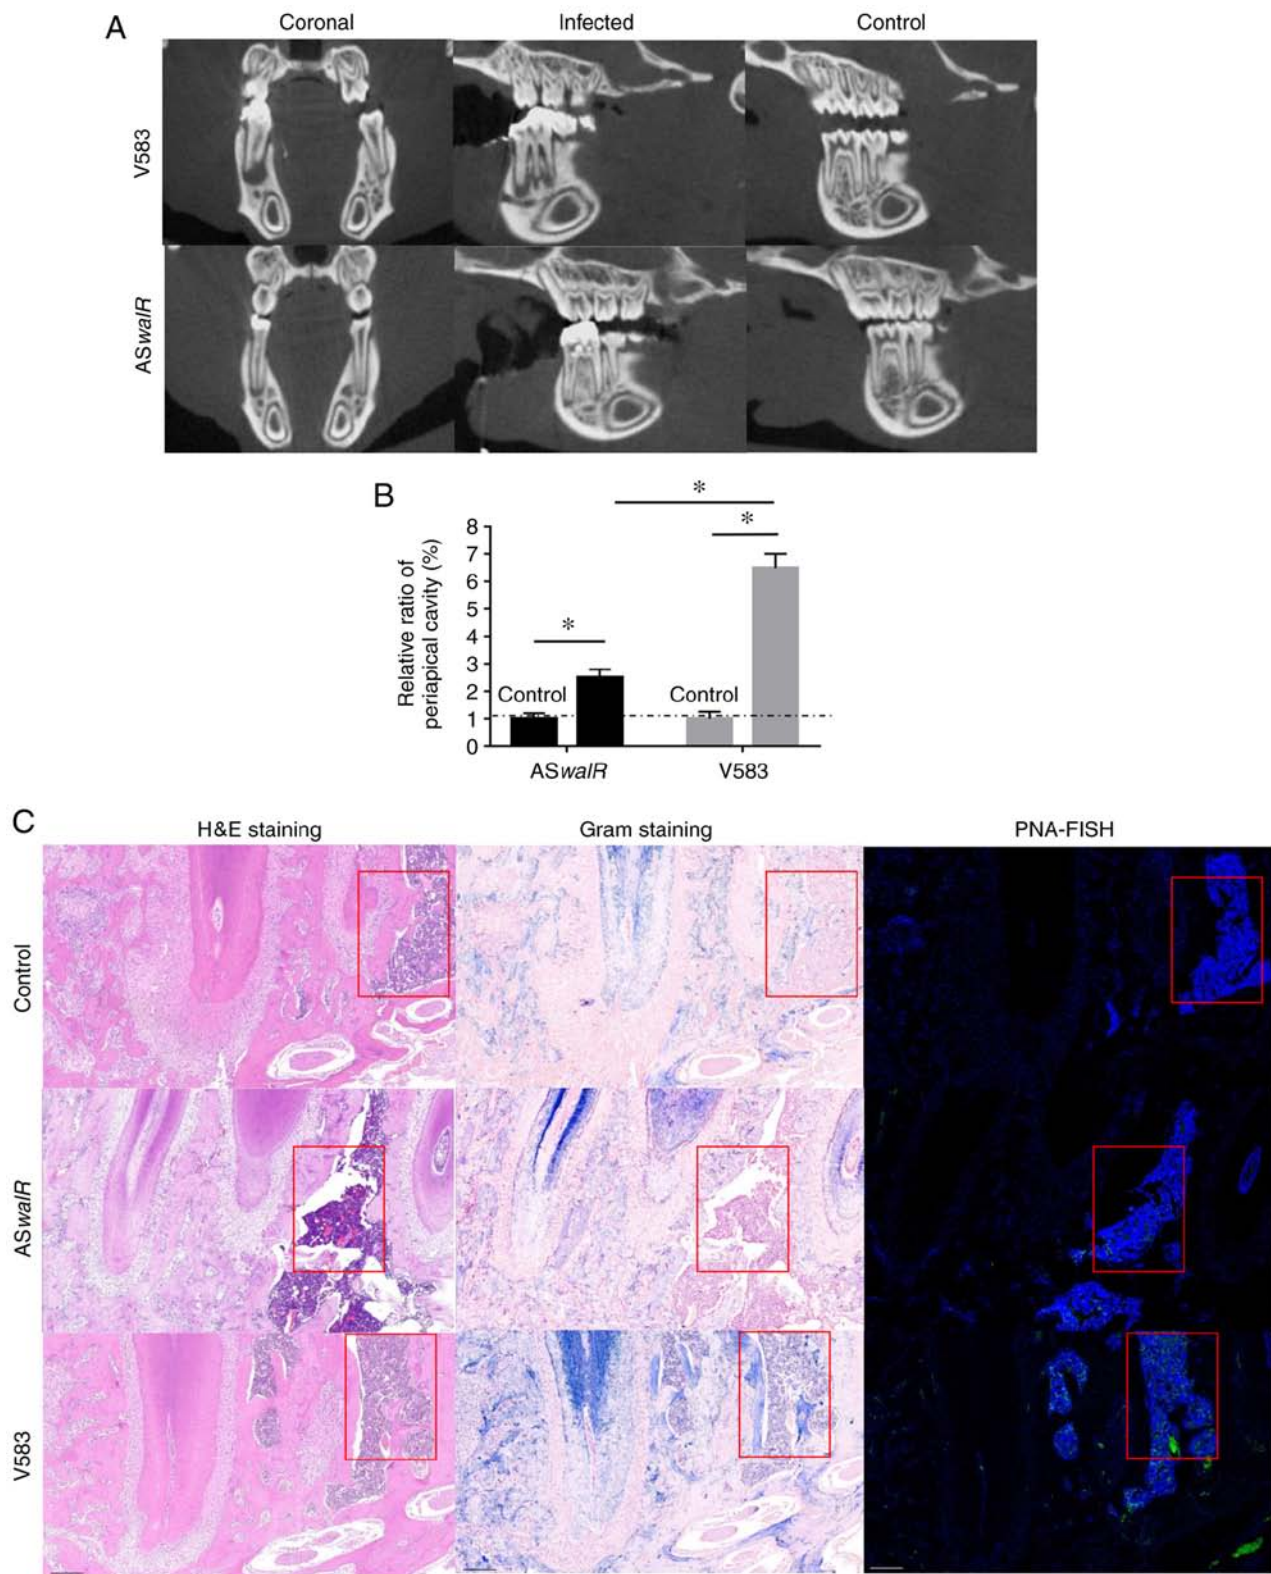 A
Coronal
Infected
Control
V583
ASwalR
B
*
*
*
Relative ratio of
periapical cavity (%)
8
7
6
5
4
3
2
1
0
Control
Control
ASwalR
V583
C
H&E staining
Gram staining
PNA-FISH
Control
ASwalR
V583